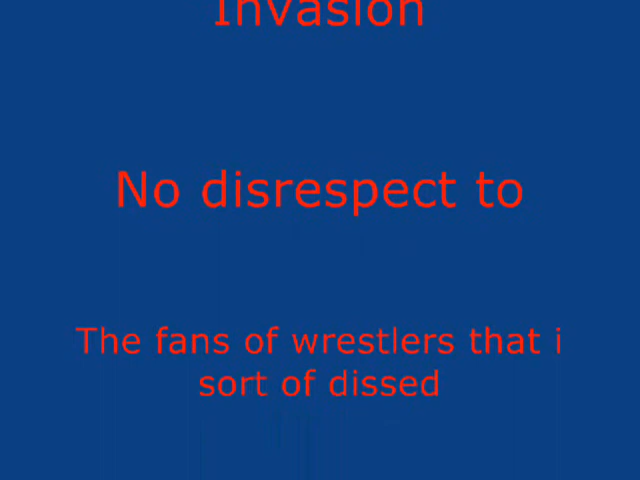 Invasion
No disrespect to
The fans of wrestlers that i
sort of dissed